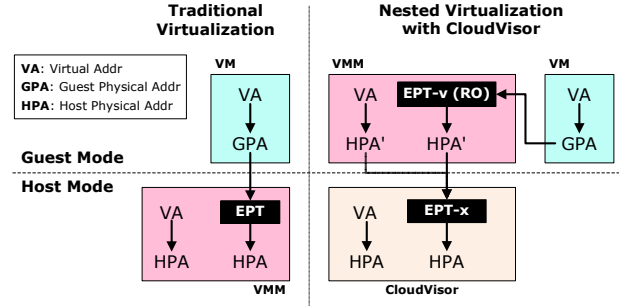 Traditional
Virtualization
Nested Virtualization
with CloudVisor
VA: Virtual Addr
GPA: Guest Physical Addr
HPA: Host Physical Addr
VM
VA
GPA
VMM
VA
HPA'
EPT-v (RO)
HPA'
VM
VA
GPA
Guest Mode
Host Mode
VA
HPA
EPT
HPA
VMM
VA
HPA
EPT-x
HPA
CloudVisor